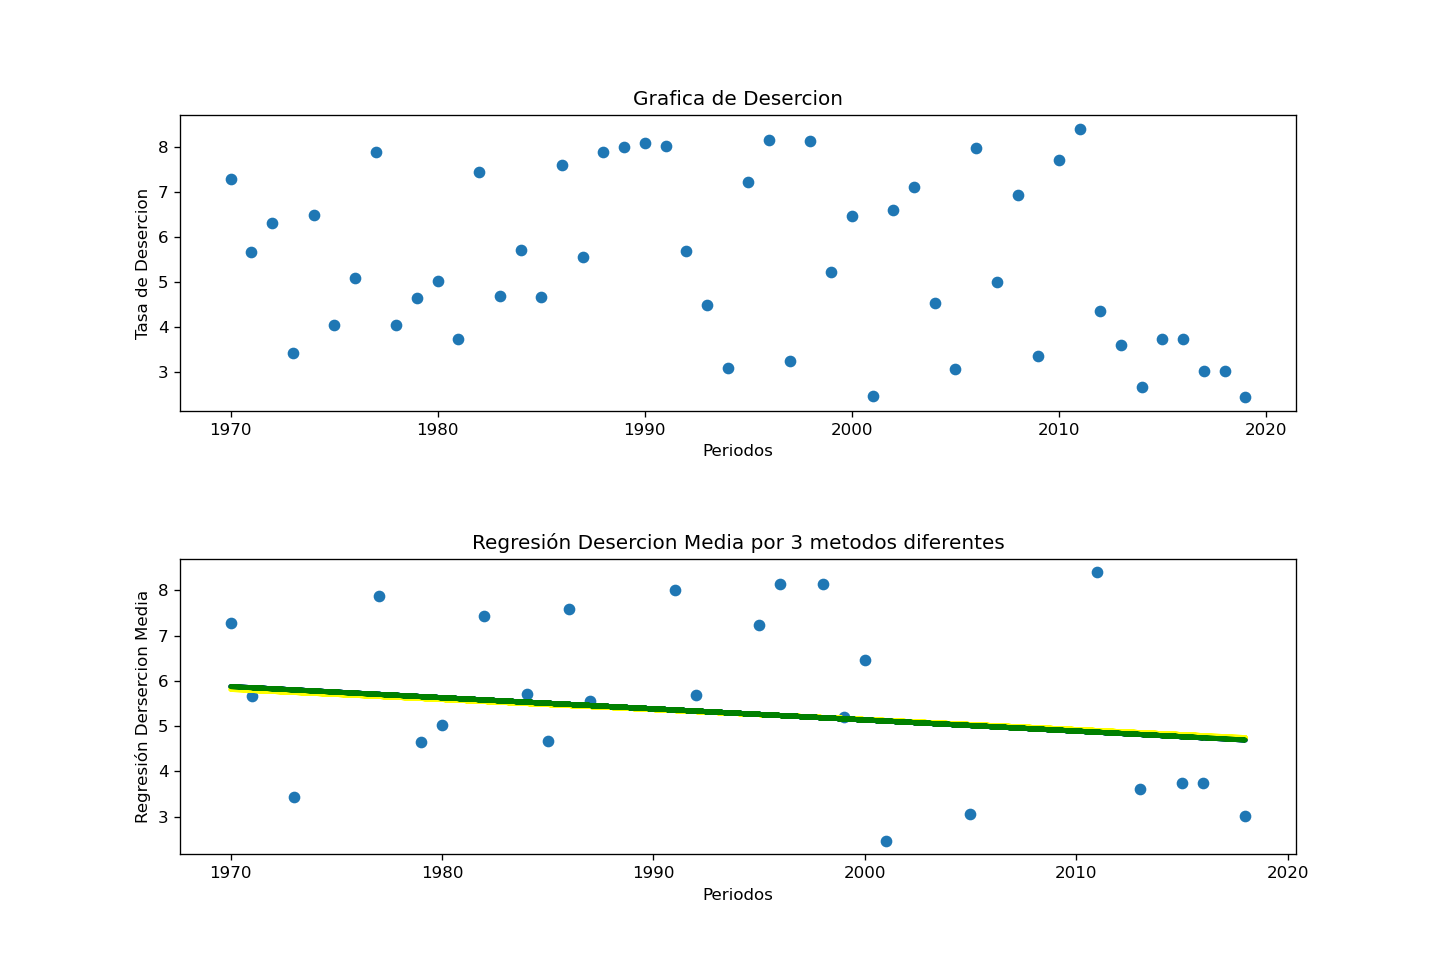 Grafica de Desercion
Tasa de Desercion
8
7
6
5
4
3
1970 1980 1990 2000 2010 2020
Periodos
Regresión Desercion Media por 3 metodos diferentes
Regresión Dersercion Media
8
7
6
5
4
3
1970 1980 1990 2000 2010 2020
Periodos